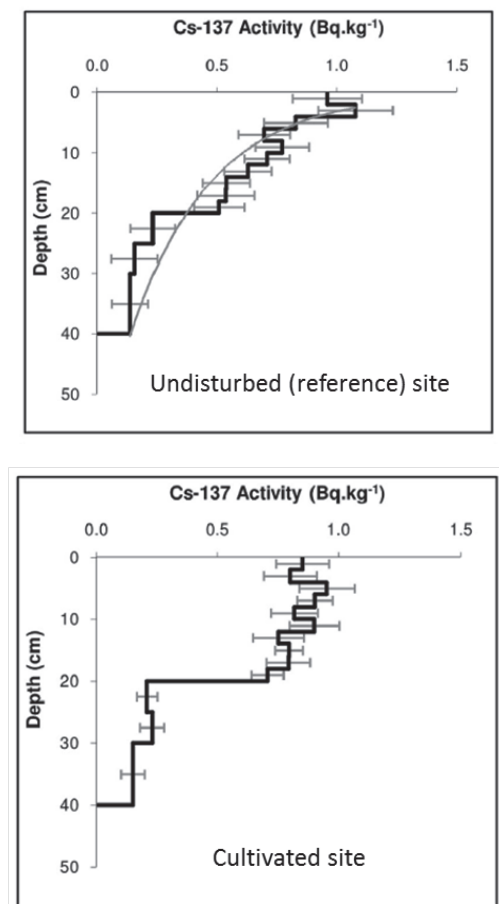 Cs-137 Activity (Bq.kg-1)
0.0 0.5 1.0 1.5
0
10
20
30
40
50
Depth (cm)
Undisturbed (reference) site
Cs-137 Activity (Bq.kg-1)
0.0 0.5 1.0 1.5
0
10
20
30
40
50
Depth (cm)
Cultivated site